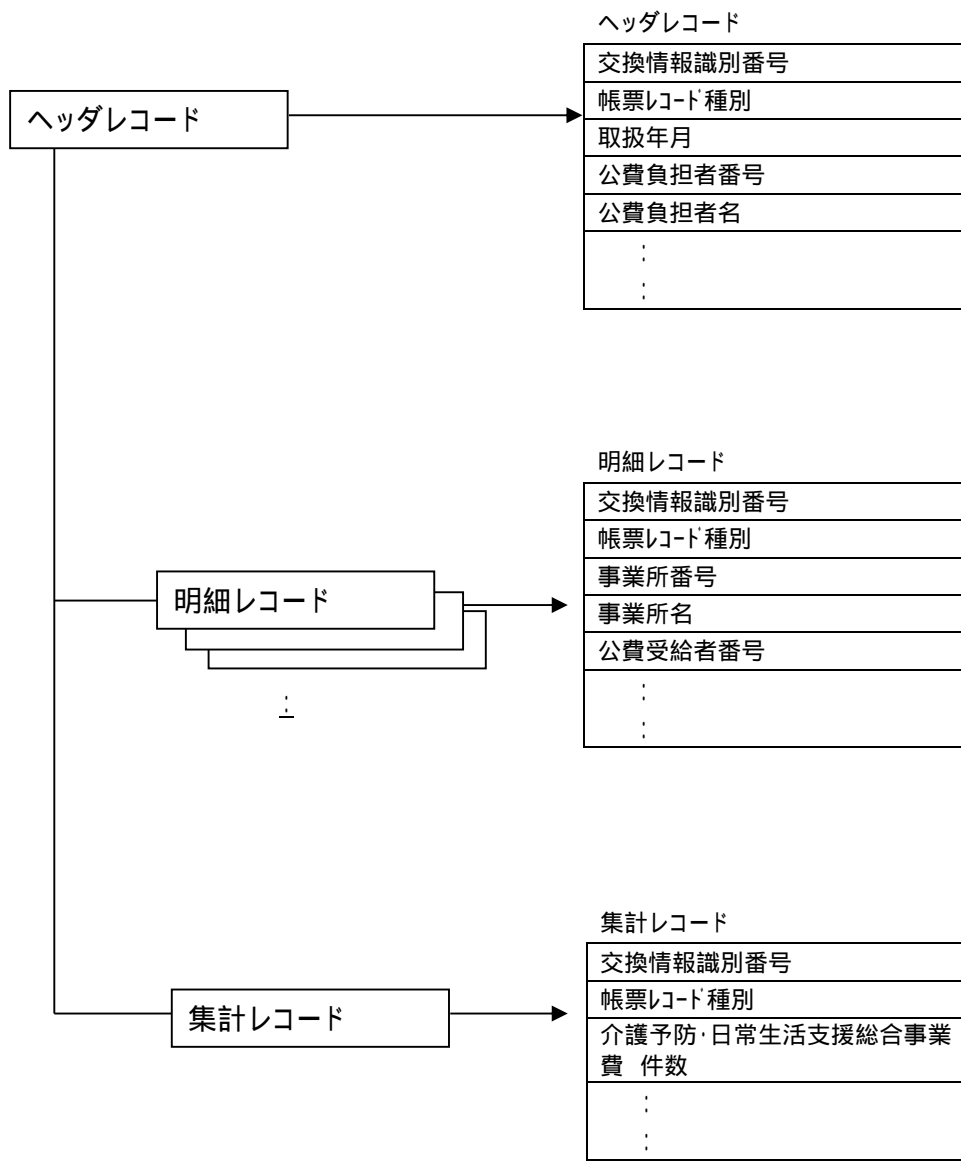 ヘッダレコード
ヘッダレコード
交換情報識別番号
帳票ﾚｺｰﾄﾞ種別
取扱年月
公費負担者番号
公費負担者名
:
:
明細レコード
明細レコード
交換情報識別番号
帳票ﾚｺｰﾄﾞ種別
事業所番号
事業所名
公費受給者番号
:
:
:
集計レコード
集計レコード
交換情報識別番号
帳票ﾚｺｰﾄﾞ種別
介護予防･日常生活支援総合事業
費 件数
:
: